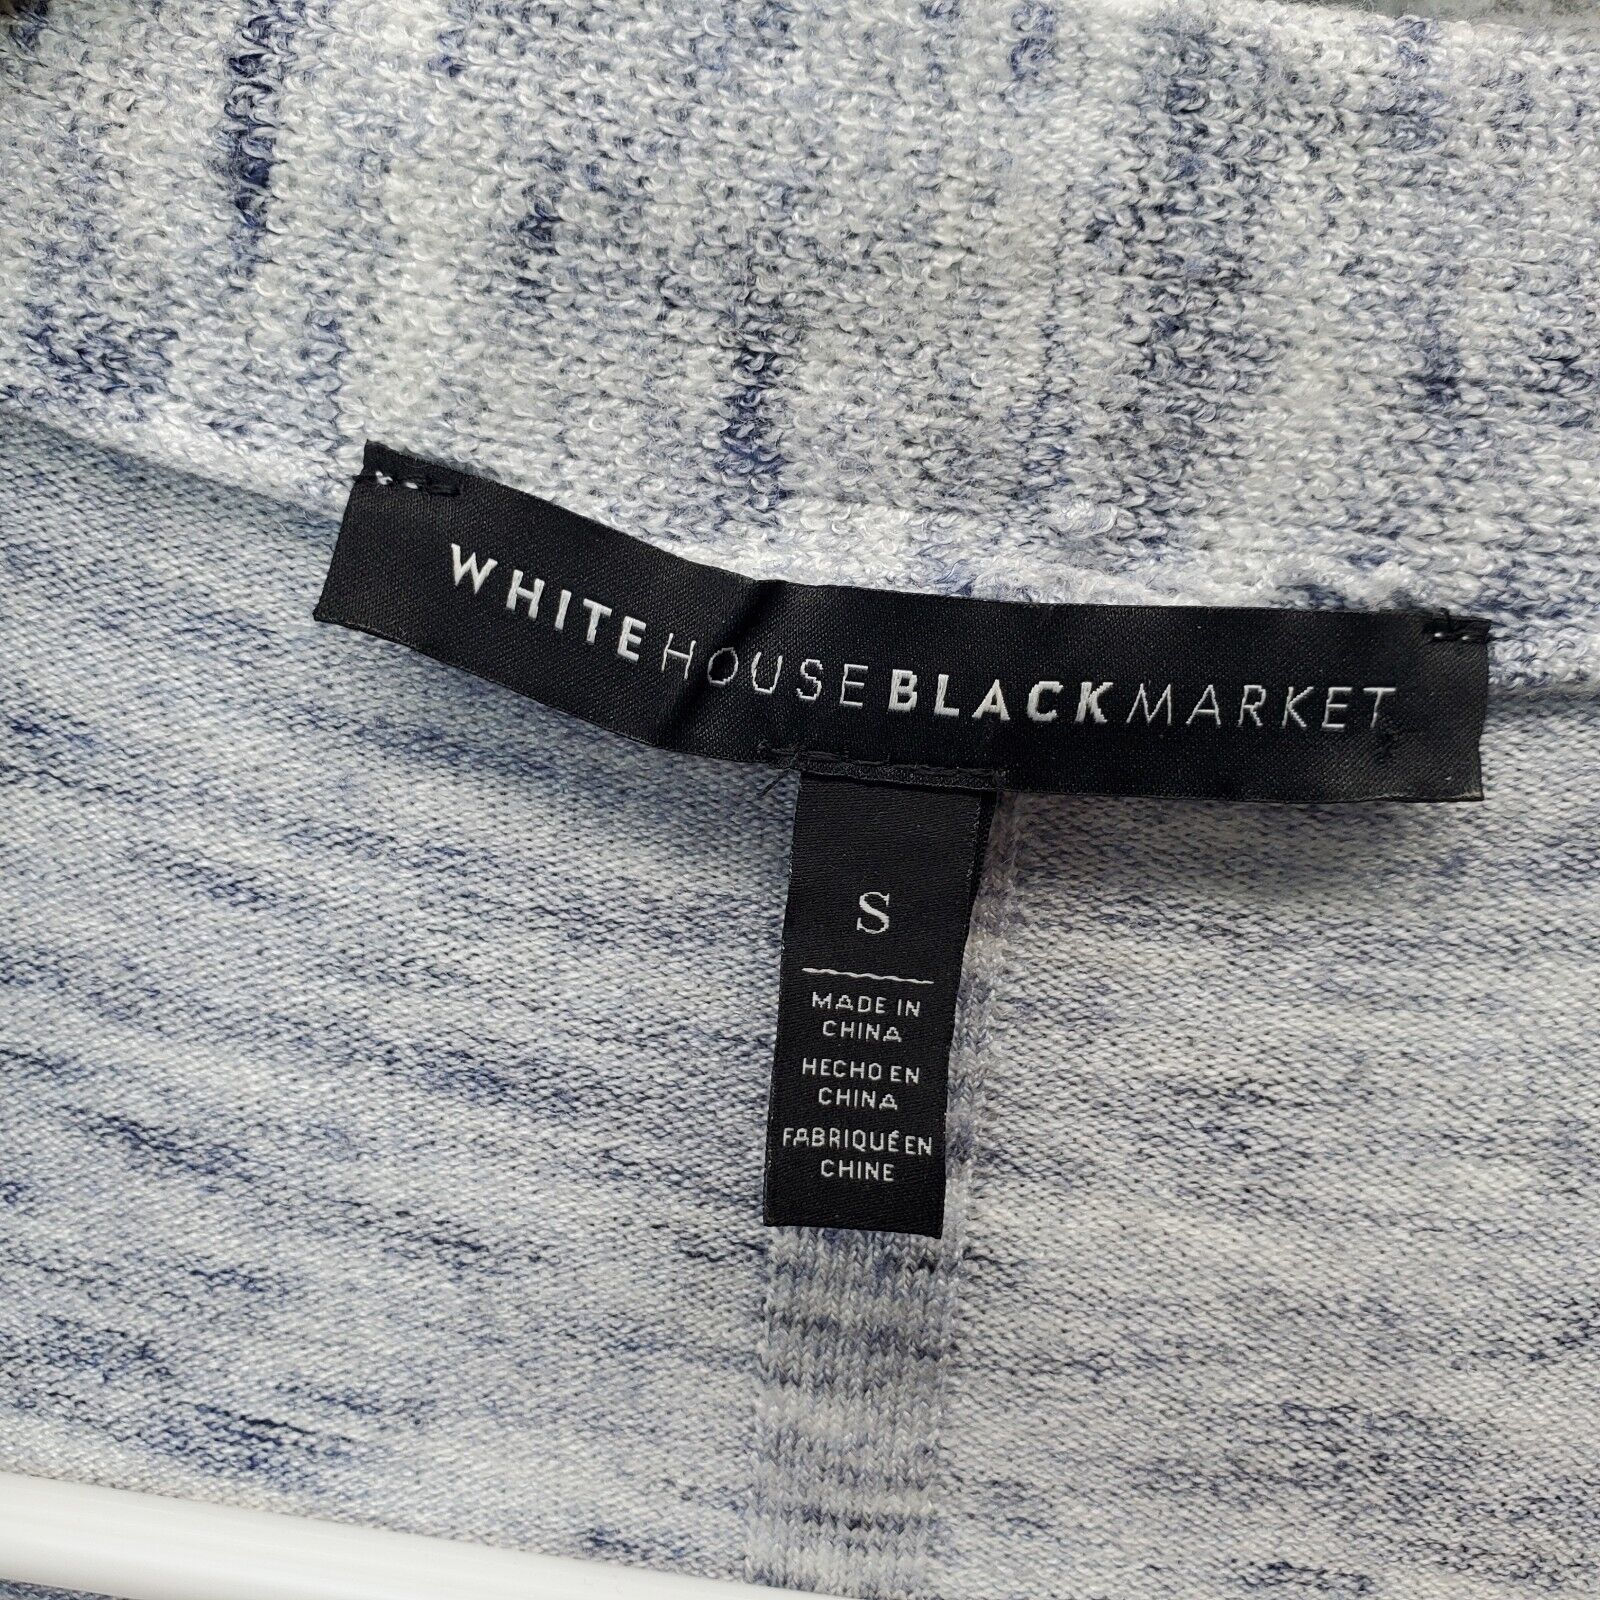 WHITEHOUSEBLACKMARKET
S
MADE IN
CHINA
HECHO EN
CHINA
FABRIQUÉ EN
CHINE